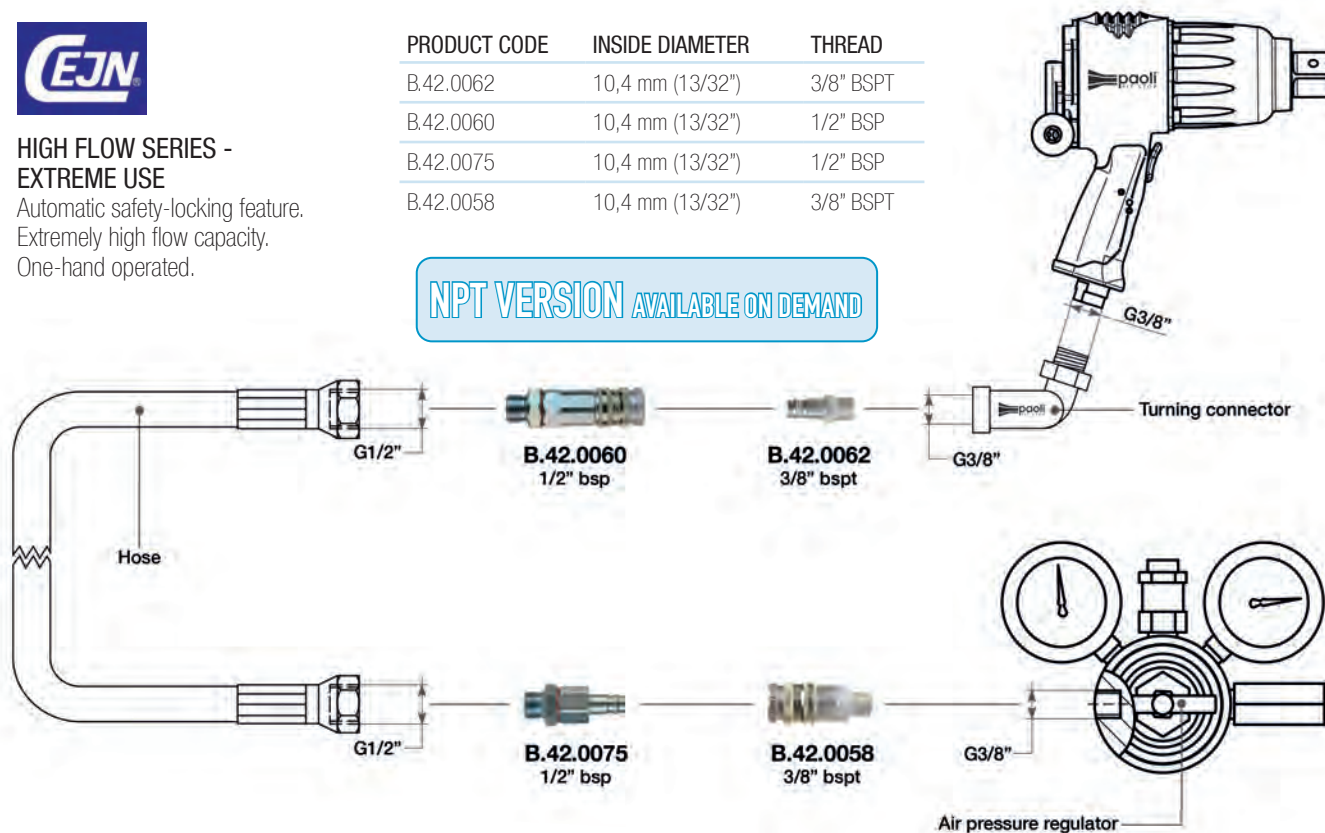 CEJN
HIGH FLOW SERIES -
EXTREME USE
Automatic safety-locking feature.
Extremely high flow capacity.
One-hand operated.
PRODUCT CODE INSIDE DIAMETER THREAD
B.42.0062 10,4 mm (13/32”) 3/8” BSPT
B.42.0060 10,4 mm (13/32”) 1/2” BSP
B.42.0075 10,4 mm (13/32”) 1/2” BSP
B.42.0058 10,4 mm (13/32”) 3/8” BSPT
NPT VERSION AVAILABLE ON DEMAND
paoli
G3/8”
G1/2”
B.42.0060
1/2” bsp
B.42.0062
3/8” bspt
G3/8”
paoli
Turning connector
Hose
G1/2”
B.42.0075
1/2” bsp
B.42.0058
3/8” bspt
G3/8”
Air pressure regulator